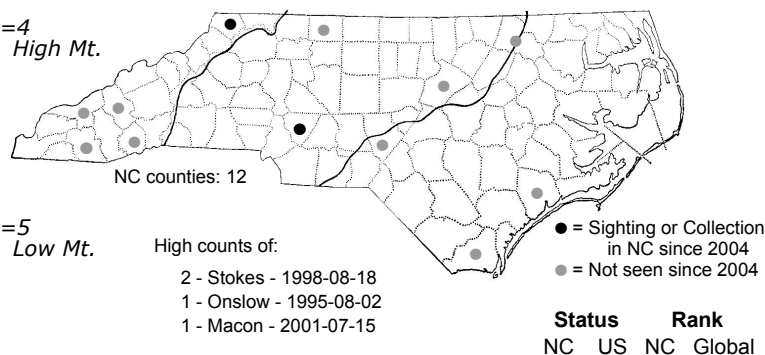 =4
High Mt.
NC counties: 12
=5
Low Mt.
High counts of:
2 - Stokes - 1998-08-18
1 - Onslow - 1995-08-02
1 - Macon - 2001-07-15
● = Sighting or Collection
in NC since 2004
● = Not seen since 2004
Status Rank
NC US NC Global